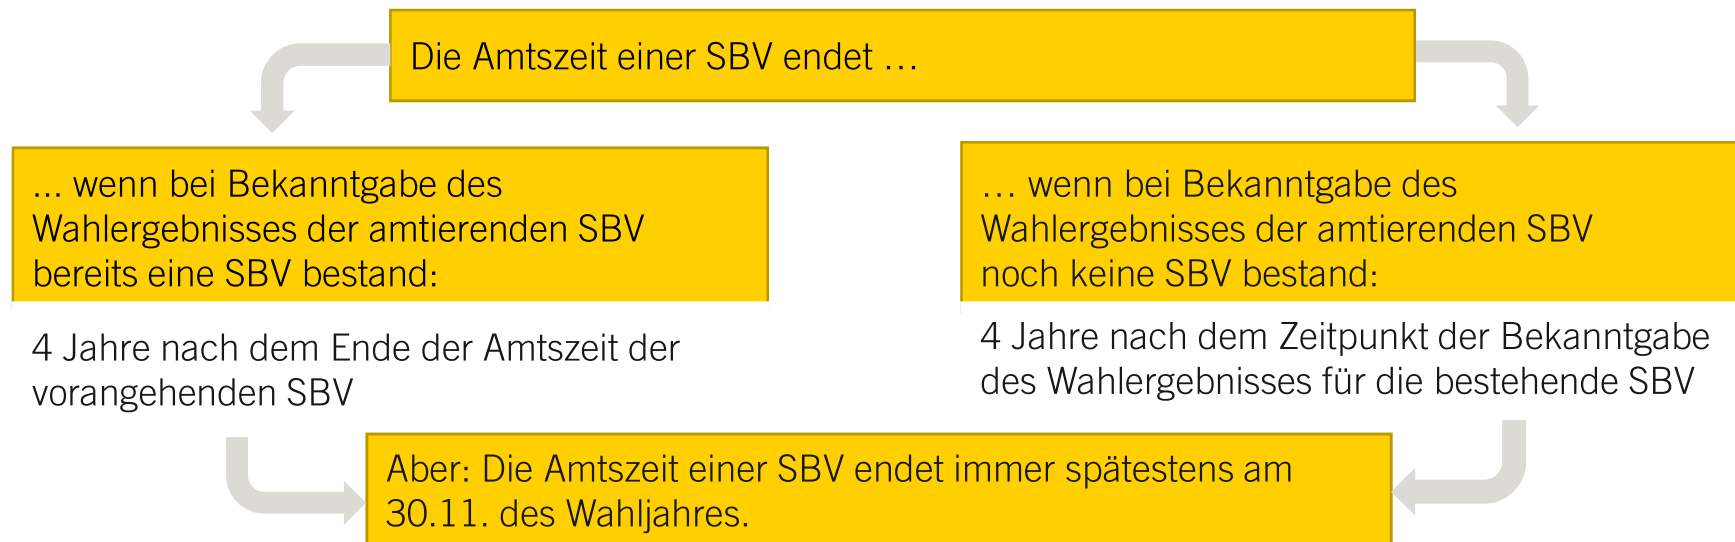 Die Amtszeit einer SBV endet …
... wenn bei Bekanntgabe des
Wahlergebnisses der amtierenden SBV
bereits eine SBV bestand:
4 Jahre nach dem Ende der Amtszeit der
vorangehenden SBV
… wenn bei Bekanntgabe des
Wahlergebnisses der amtierenden SBV
noch keine SBV bestand:
4 Jahre nach dem Zeitpunkt der Bekanntgabe
des Wahlergebnisses für die bestehende SBV
Aber: Die Amtszeit einer SBV endet immer spätestens am
30.11. des Wahljahres.